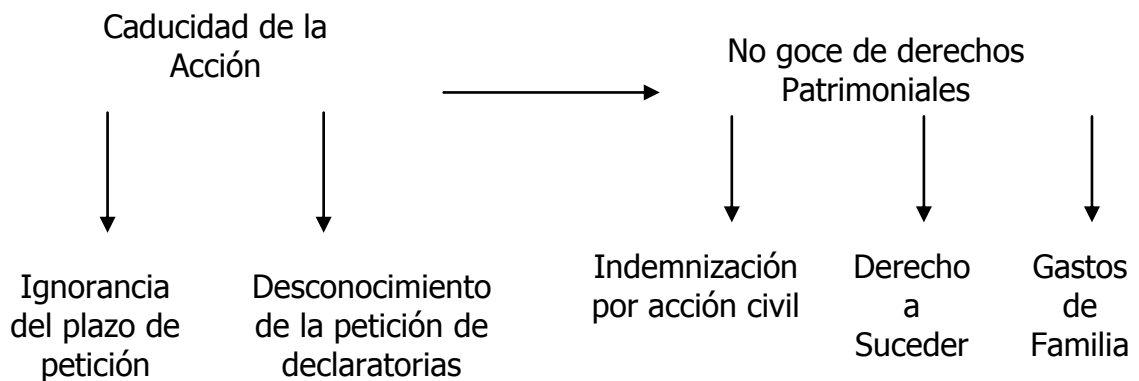 Caducidad de la
Acción
No goce de derechos
Patrimoniales
Ignorancia
del plazo de
petición
Desconocimiento
de la petición de
declaratorias
Indemnización
por acción civil
Derecho
a
Suceder
Gastos
de
Familia